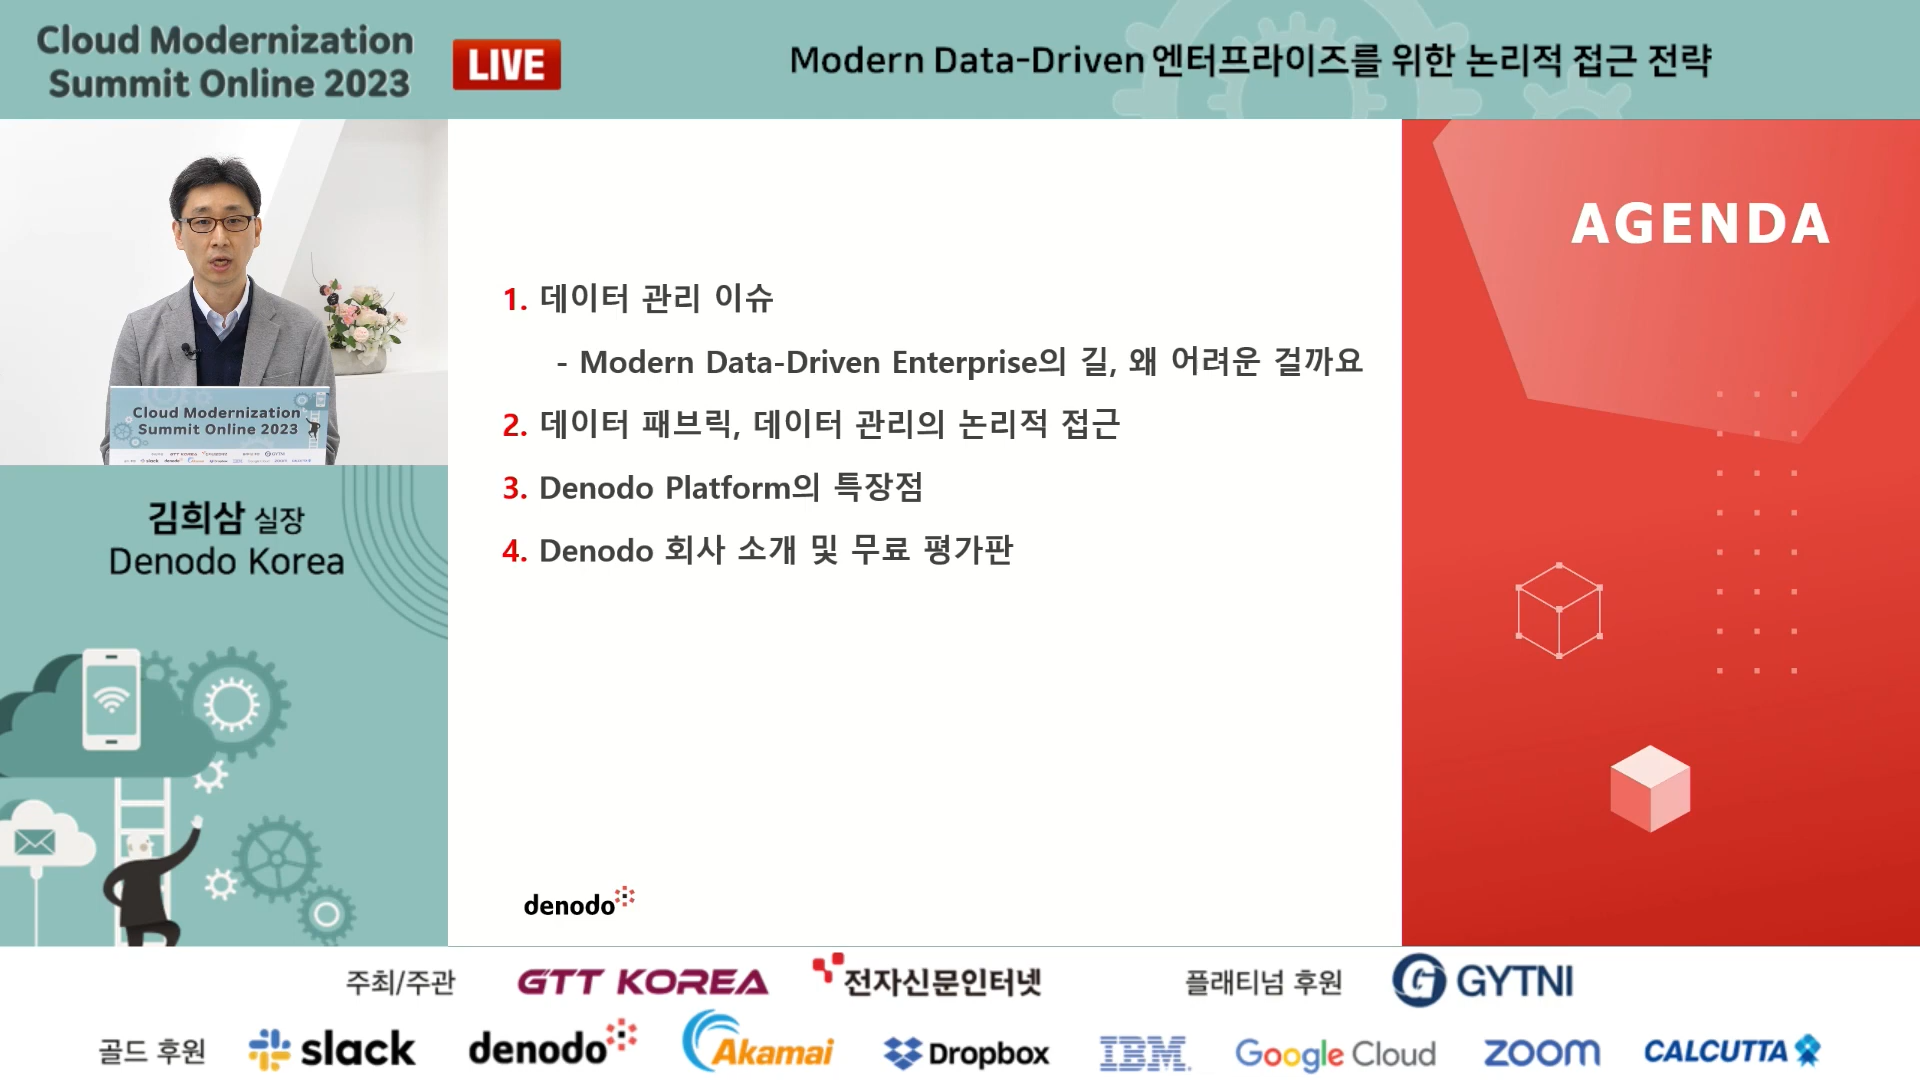 Cloud Modernization
Summit Online 2023
LIVE
Modern Data-Driven 엔터프라이즈를 위한 논리적 접근 전략
Cloud Modernization
Summit Online 2023
김희삼 실장
Denodo Korea
AGENDA
1. 데이터 관리 이슈
- Modern Data-Driven Enterprise의 길, 왜 어려운 걸까요
2. 데이터 패브릭, 데이터 관리의 논리적 접근
3. Denodo Platform의 특장점
4. Denodo 회사 소개 및 무료 평가판
denodo
주최/주관 GTT KOREA 전자신문인터넷 플래티넘 후원 G GYTNI
골드 후원 slack denodo Akamai Dropbox IBM Google Cloud zoom CALCUTTA